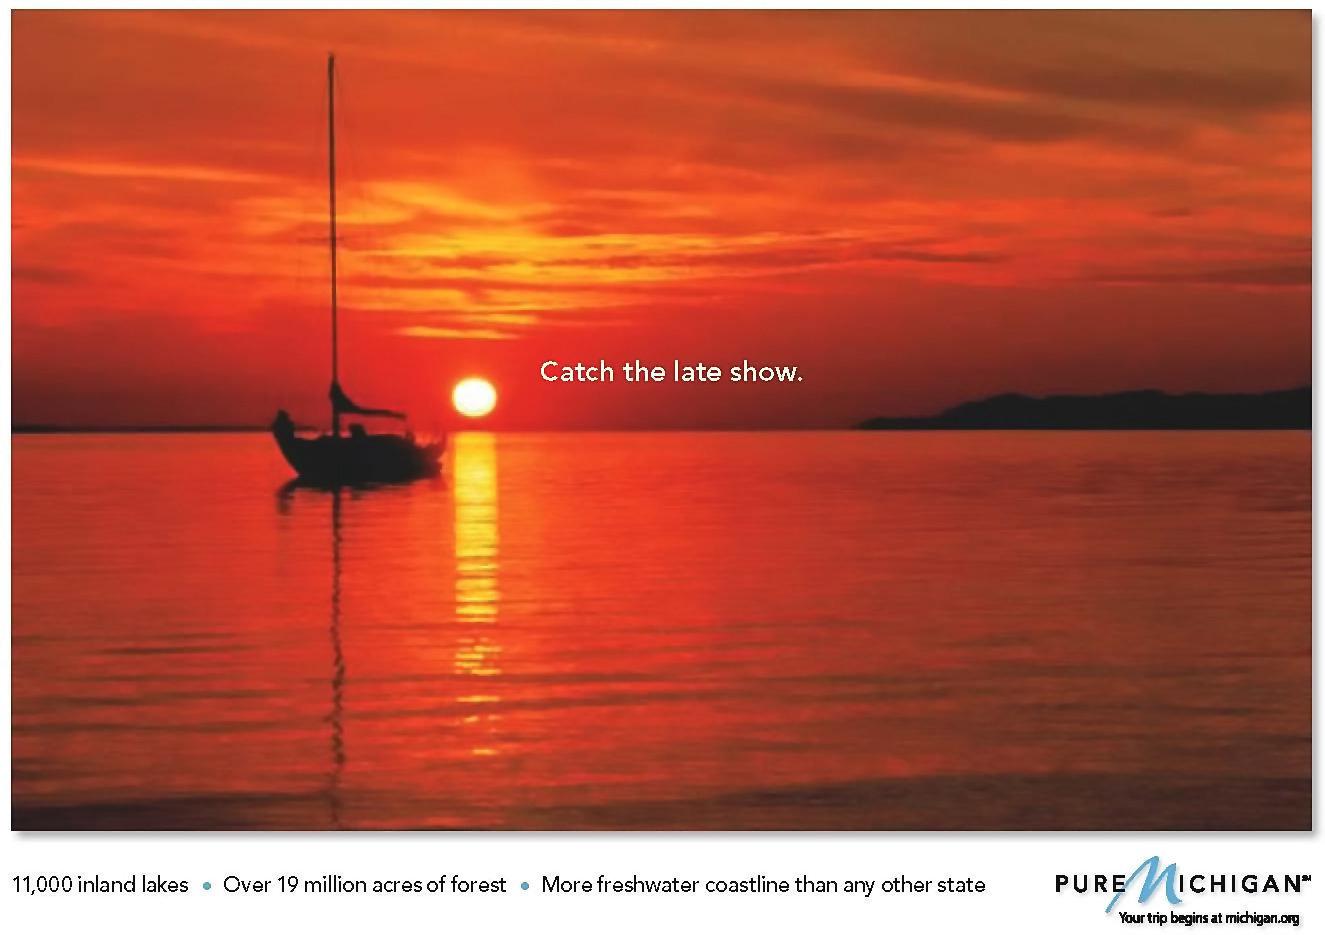 Catch the late show.
11,000 inland lakes • Over 19 million acres of forest • More freshwater coastline than any other state
PURE MICHIGAN℠
Your trip begins at michigan.org